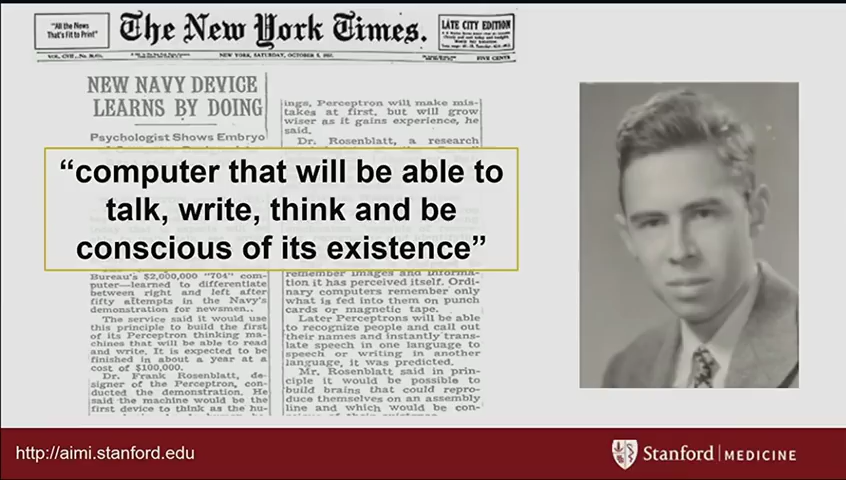 "All the News
That's Fit to Print"
The New York Times.
LATE CITY EDITION
NEW YORK, SATURDAY, OCTOBER 5, 1957.
FIVE CENTS
NEW NAVY DEVICE
LEARNS BY DOING
Psychologist Shows Embryo
“computer that will be able to
talk, write, think and be
conscious of its existence”
Bureau's $2,000,000 "704" com-
puter—learned to differentiate
between right and left after
fifty attempts in the Navy's
demonstration for newsmen..
The service said it would use
this principle to build the first
of its Perceptron thinking ma-
chines that will be able to read
and write. It is expected to be
finished in about a year at a
cost of $100,000.
Dr. Frank Rosenblatt, de-
signer of the Perceptron, con-
ducted the demonstration. He
said the machine would be the
first device to think as the hu-
ings, Perceptron will make mis-
takes at first, but will grow
wiser as it gains experience, he
said.
Dr. Rosenblatt, a research
remember images and informa-
tion it has perceived itself. Ordi-
nary computers remember only
what is fed into them on punch
cards or magnetic tape.
Later Perceptrons will be able
to recognize people and call out
their names and instantly trans-
late speech in one language to
speech or writing in another
language, it was predicted.
Mr. Rosenblatt said in prin-
ciple it would be possible to
build brains that could repro-
duce themselves on an assembly
line and which would be con-
http://aimi.stanford.edu
Stanford MEDICINE